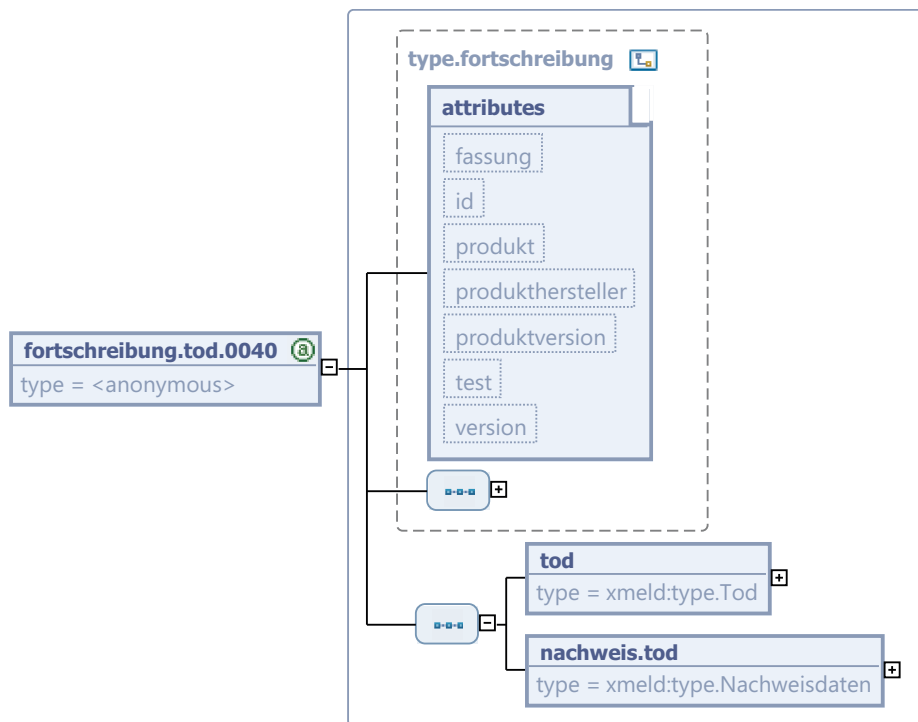 type.fortschreibung
attributes
fassung
id
produkt
produkthersteller
produktversion
test
version
fortschreibung.tod.0040
type = <anonymous>
tod
type = xmeld:type.Tod
nachweis.tod
type = xmeld:type.Nachweisdaten